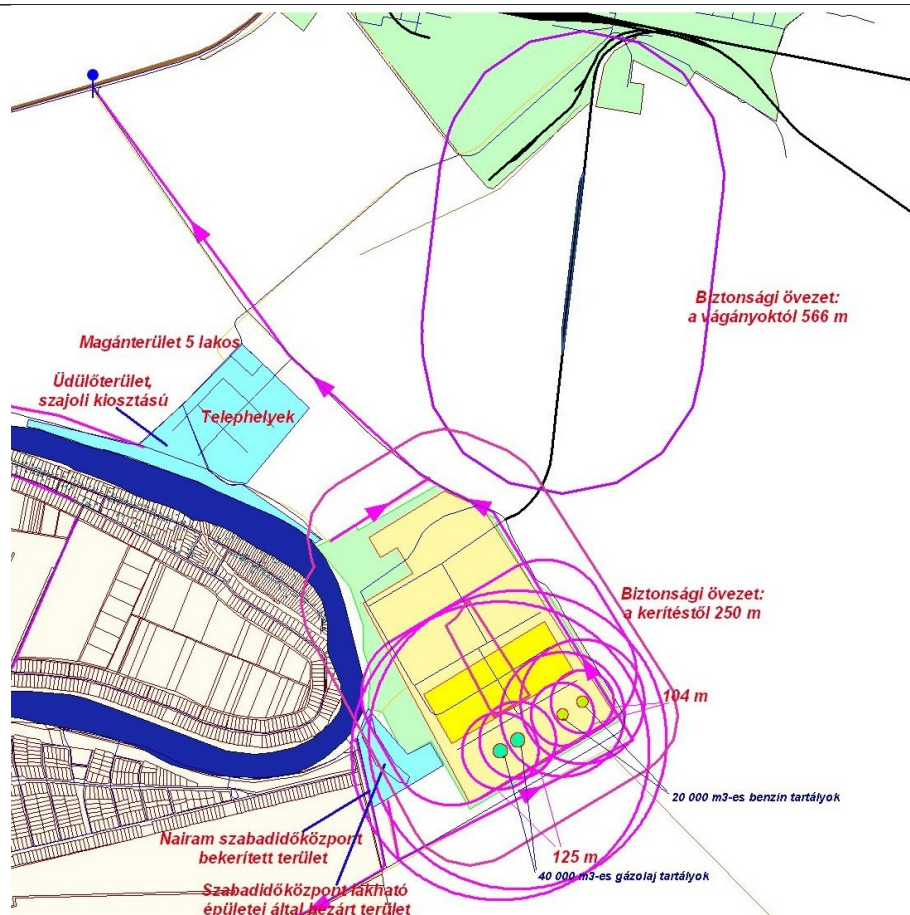 Biztonsági övezet:
a vágányoktól 566 m
Magánterület 5 lakos
Üdülőterület,
szajoli kiosztású
Telephelyek
Biztonsági övezet:
a kerítéstől 250 m
104 m
20 000 m3-es benzin tartályok
Nairam szabadidőközpont
bekerített terület
125 m
40 000 m3-es gázolaj tartályok
Szabadidőközpont lakható
épületei által bezárt terület